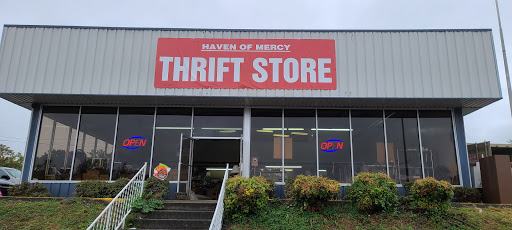 HAVEN OF MERCY
THRIFT STORE
OPEN
OPEN